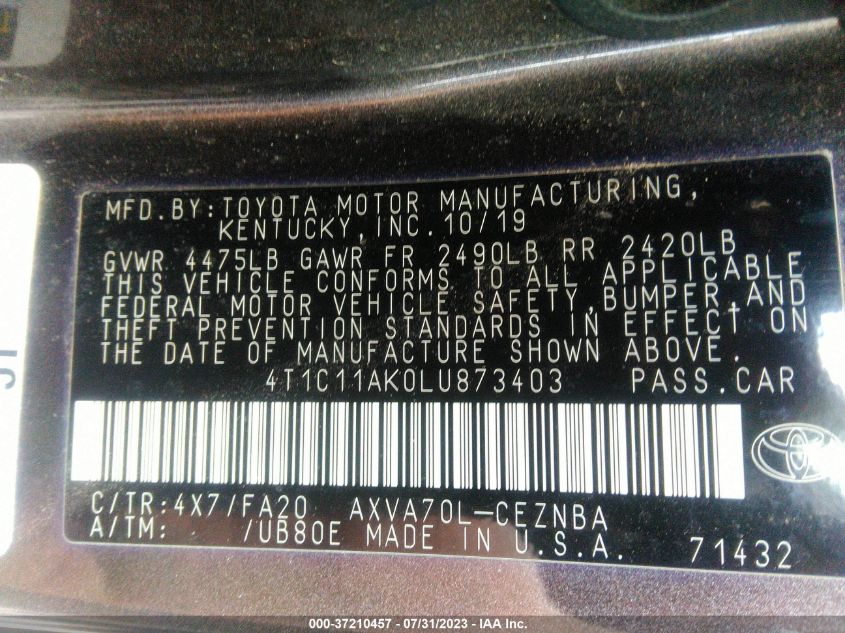 MFD.BY:TOYOTA MOTOR MANUFACTURING,
KENTUCKY,INC.10/19
GVWR 4475LB GAWR FR 2490LB RR 2420LB
THIS VEHICLE CONFORMS TO ALL APPLICABLE
FEDERAL MOTOR VEHICLE SAFETY,BUMPER,AND
THEFT PREVENTION STANDARDS IN EFFECT ON
THE DATE OF MANUFACTURE SHOWN ABOVE.
4T1C11AK0LU873403 PASS.CAR
C/TR:4X7/FA20 AXVA70L-CEZNBA
A/TM: /UB80E MADE IN U.S.A. 71432
000-37210457 - 07/31/2023 - IAA Inc.